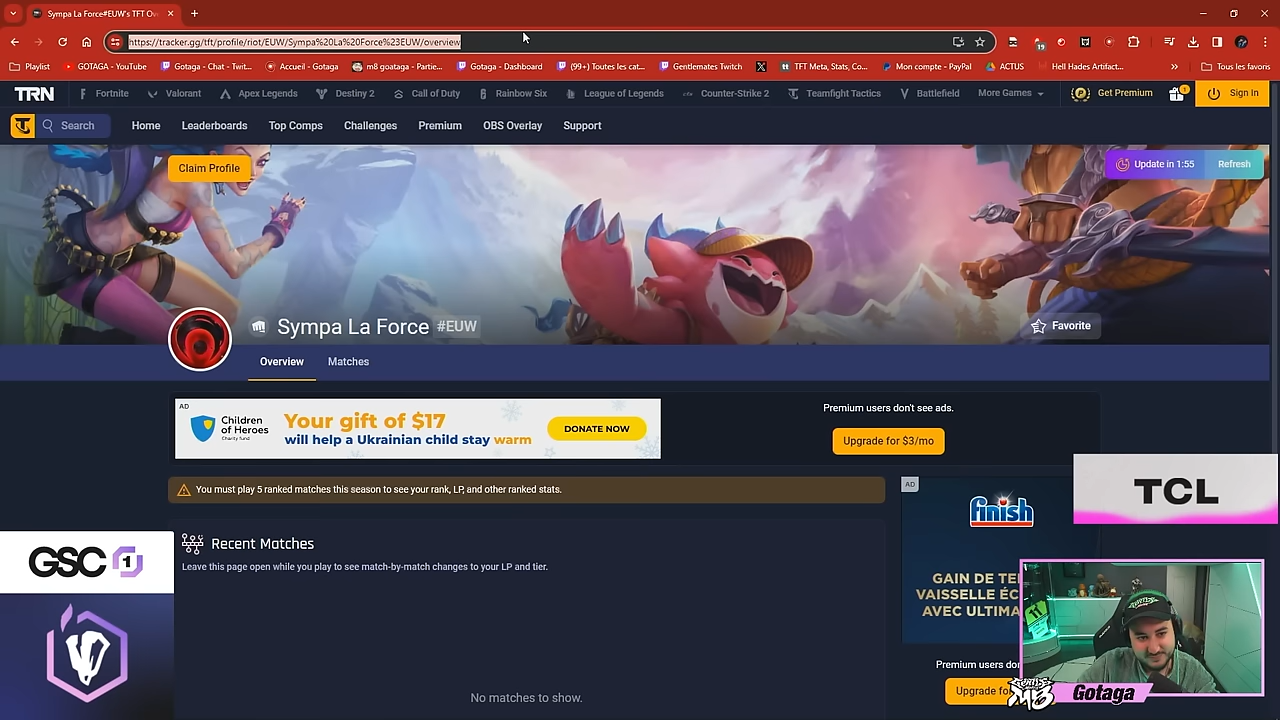 Sympa La Force#EUW's TFT Ov
https://tracker.gg/tft/profile/riot/EUW/Sympa%20La%20Force%23EUW/overview
19
Playlist
GOTAGA - YouTube
Gotaga - Chat - Twit...
Accueil - Gotaga
m8 goataga - Partie...
Gotaga - Dashboard
(99+) Toutes les cat...
Gentlemates Twitch
TFT Meta, Stats, Co...
Mon compte - PayPal
ACTUS
Hell Hades Artifact...
»
Tous les favoris
TRN
Fortnite
Valorant
Apex Legends
Destiny 2
Call of Duty
Rainbow Six
League of Legends
Counter-Strike 2
Teamfight Tactics
Battlefield
More Games
Get Premium
1
Sign In
Search
Home
Leaderboards
Top Comps
Challenges
Premium
OBS Overlay
Support
Claim Profile
Update in 1:55
Refresh
Sympa La Force #EUW
Favorite
Overview
Matches
AD
Children
of Heroes
Charity fund
Your gift of $17
will help a Ukrainian child stay warm
DONATE NOW
Premium users don't see ads.
Upgrade for $3/mo
You must play 5 ranked matches this season to see your rank, LP, and other ranked stats.
AD
finish
TCL
Recent Matches
Leave this page open while you play to see match-by-match changes to your LP and tier.
GSC 1
GAIN DE TE
VAISSELLE ÉC
AVEC ULTIMA
Premium users don
Upgrade fo
No matches to show.
M8
Gotaga